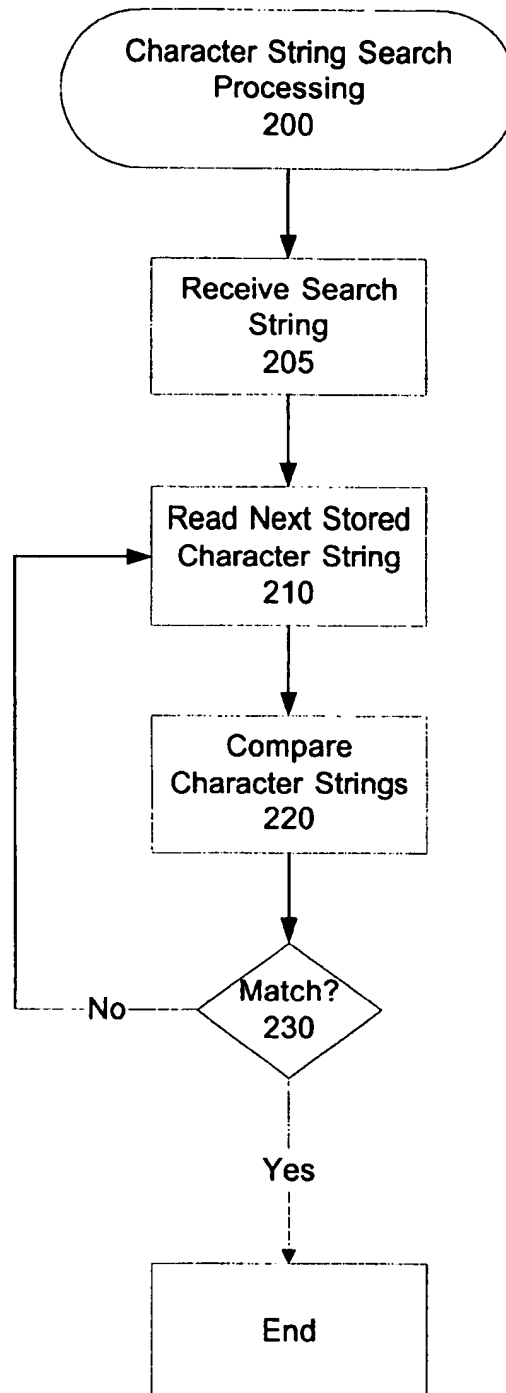 Character String Search
Processing
200
Receive Search
String
205
Read Next Stored
Character String
210
Compare
Character Strings
220
Match?
230
No
Yes
End